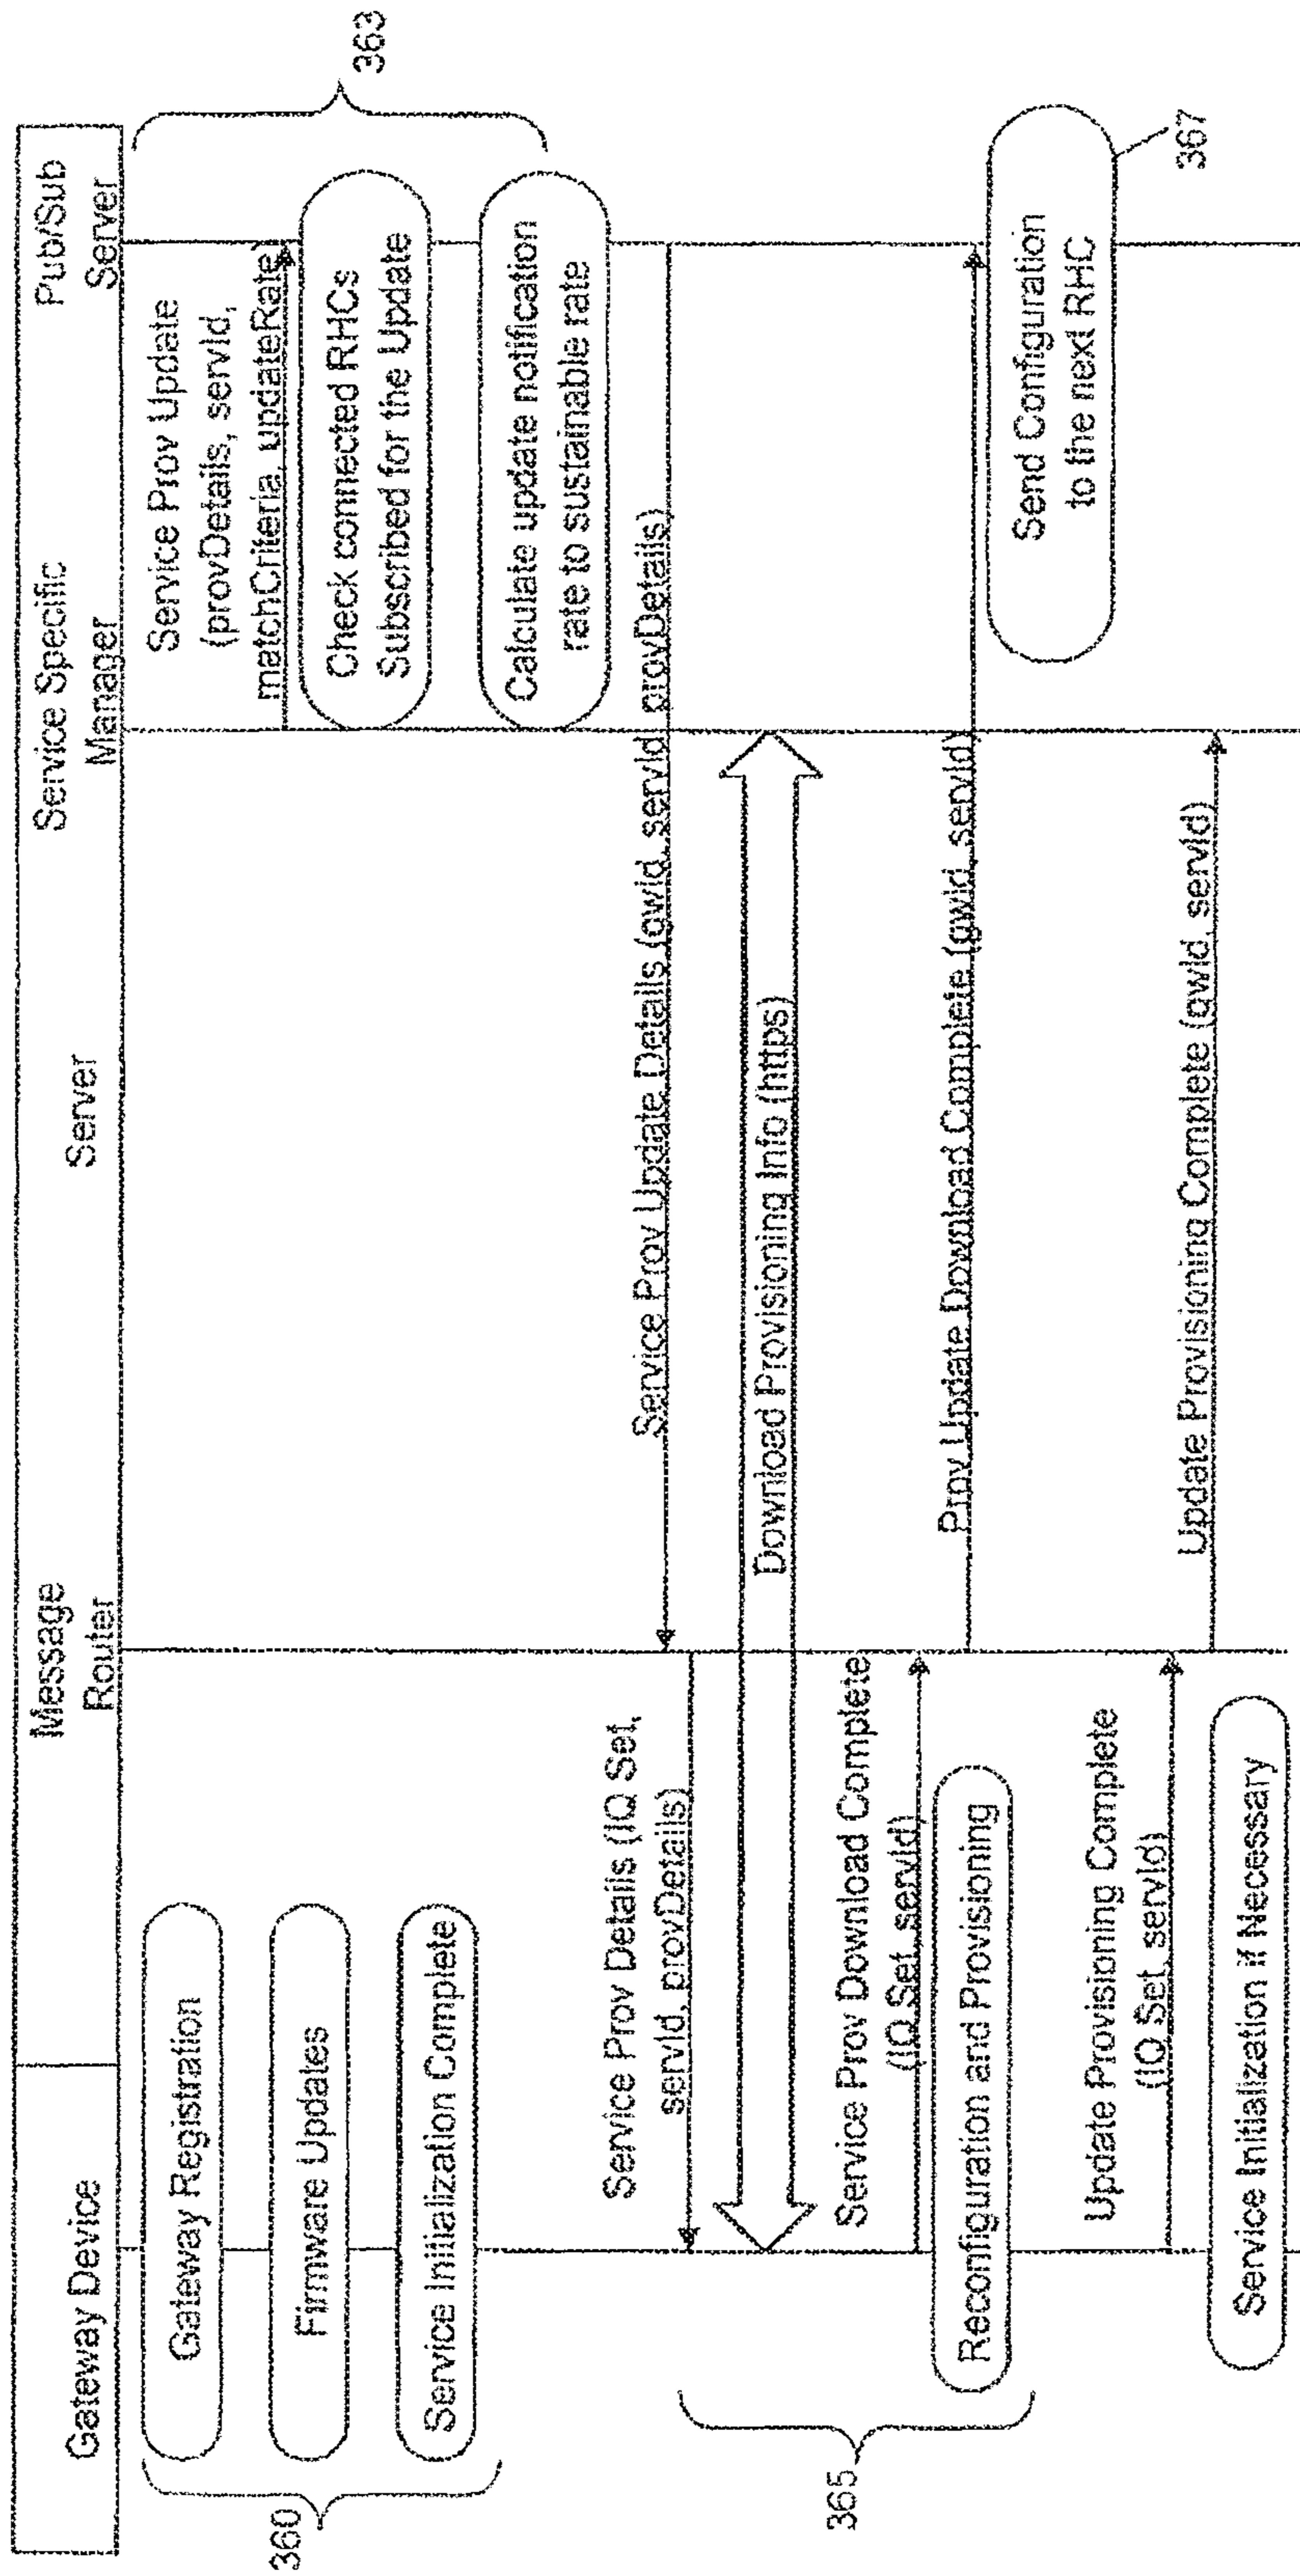 Gateway Device
Message
Router
Server
Service Specific
Manager
Pub/Sub
Server
360
Gateway Registration
Firmware Updates
Service Initialization Complete
Service Prov Update
(provDetails, servId,
matchCriteria, updateRate)
Check connected RHCs
Subscribed for the Update
Calculate update notification
rate to sustainable rate
363
Service Prov Update Details (gwId, servId, provDetails)
Service Prov Details (IQ Set,
servId, provDetails)
Download Provisioning Info (https)
365
Service Prov Download Complete
(IQ Set, servId)
Prov Update Download Complete (gwId, servId)
Reconfiguration and Provisioning
Send Configuration
to the next RHC
367
Update Provisioning Complete
(IQ Set, servId)
Update Provisioning Complete (gwId, servId)
Service Initialization if Necessary